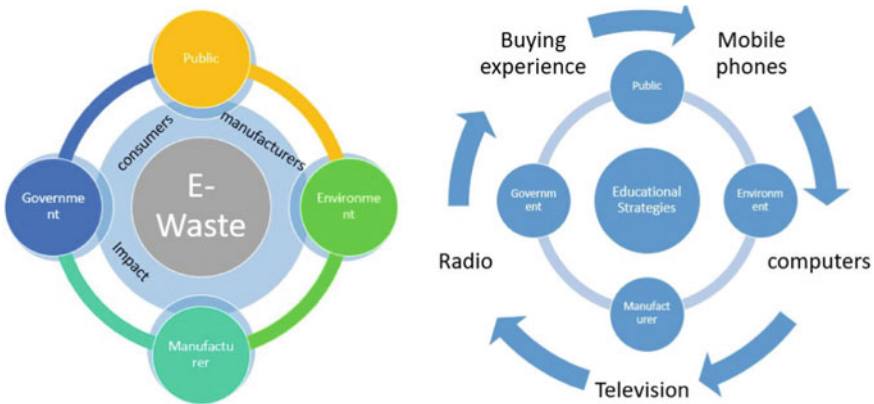 Public
consumers
manufacturers
E-
Waste
Governme
nt
Environme
nt
Impact
Manufactu
rer
Buying
experience
Mobile
phones
Public
Governm
ent
Educational
Strategies
Environm
ent
Radio
computers
Manufact
urer
Television